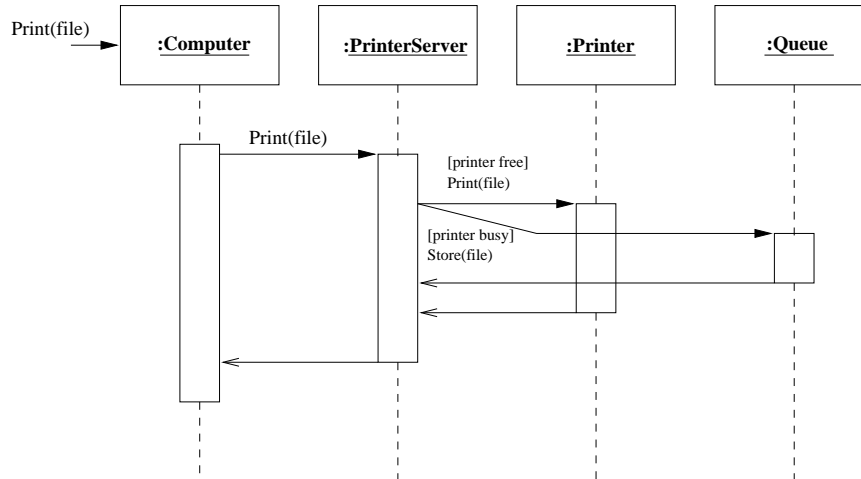 Print(file)
:Computer
:PrinterServer
:Printer
:Queue
Print(file)
[printer free]
Print(file)
[printer busy]
Store(file)